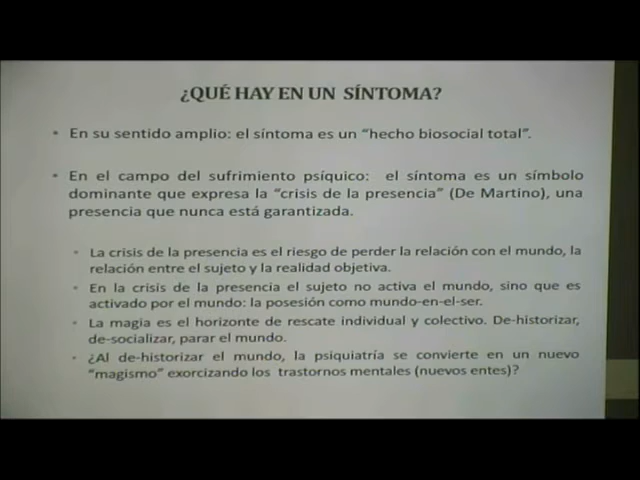 ¿QUÉ HAY EN UN SÍNTOMA?
• En su sentido amplio: el síntoma es un “hecho biosocial total”.
• En el campo del sufrimiento psíquico: el síntoma es un símbolo
dominante que expresa la “crisis de la presencia” (De Martino), una
presencia que nunca está garantizada.
• La crisis de la presencia es el riesgo de perder la relación con el mundo, la
relación entre el sujeto y la realidad objetiva.
• En la crisis de la presencia el sujeto no activa el mundo, sino que es
activado por el mundo: la posesión como mundo-en-el-ser.
• La magia es el horizonte de rescate individual y colectivo. De-historizar,
de-socializar, parar el mundo.
• ¿Al de-historizar el mundo, la psiquiatría se convierte en un nuevo
“magismo” exorcizando los trastornos mentales (nuevos entes)?